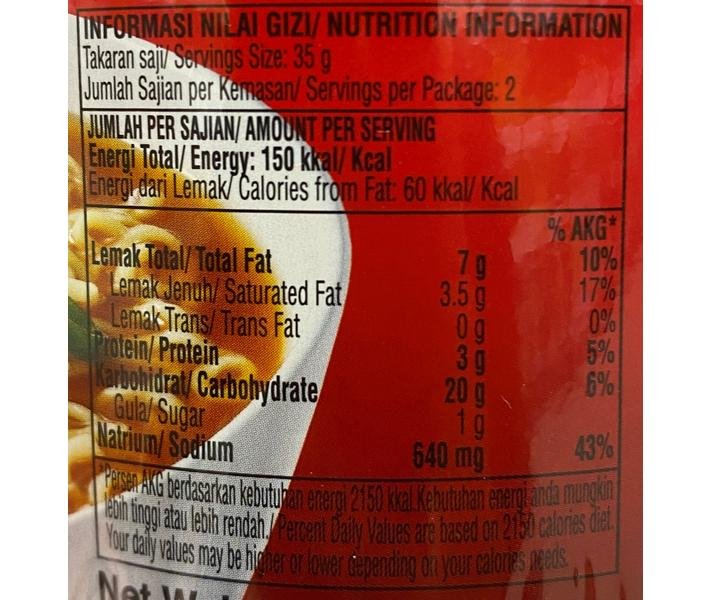 INFORMASI NILAI GIZI/ NUTRITION INFORMATION
Takaran saji/ Servings Size: 35 g
Jumlah Sajian per Kemasan/ Servings per Package: 2
JUMLAH PER SAJIAN/ AMOUNT PER SERVING
Energi Total/ Energy: 150 kkal/ Kcal
Energi dari Lemak/ Calories from Fat: 60 kkal/ Kcal
% AKG*
Lemak Total/ Total Fat 7 g 10%
Lemak Jenuh/ Saturated Fat 3.5 g 17%
Lemak Trans/ Trans Fat 0 g 0%
Protein/ Protein 3 g 5%
Karbohidrat/ Carbohydrate 20 g 6%
Gula/ Sugar 1 g
Natrium/ Sodium 640 mg 43%
*Persen AKG berdasarkan kebutuhan energi 2150 kkal. Kebutuhan energi anda mungkin
lebih tinggi atau lebih rendah./ Percent Daily Values are based on 2150 calories diet.
Your daily values may be higher or lower depending on your calories needs.
Net